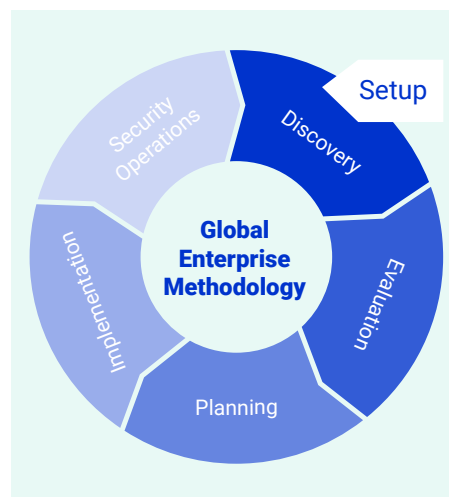 Setup
Discovery
Evaluation
Planning
Implementation
Security
Operations
Global
Enterprise
Methodology